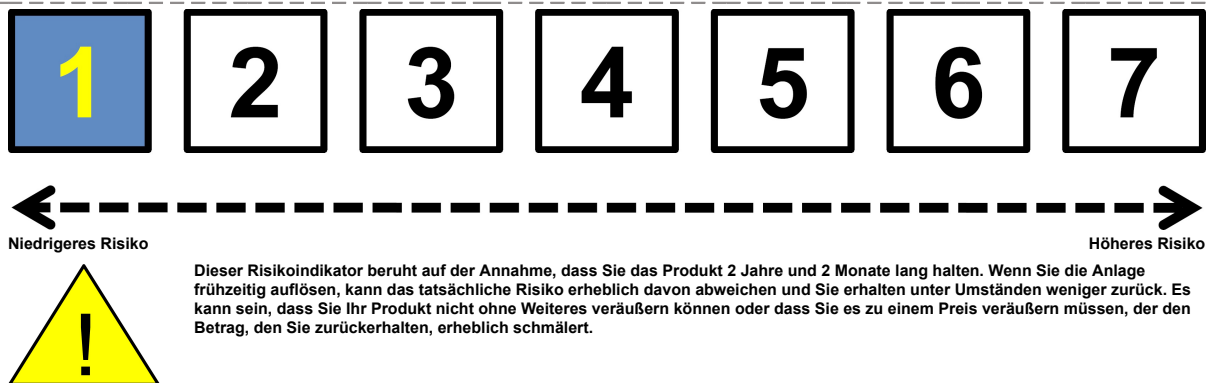 1 2 3 4 5 6 7
Niedrigeres Risiko Höheres Risiko
Dieser Risikoindikator beruht auf der Annahme, dass Sie das Produkt 2 Jahre und 2 Monate lang halten. Wenn Sie die Anlage
frühzeitig auflösen, kann das tatsächliche Risiko erheblich davon abweichen und Sie erhalten unter Umständen weniger zurück. Es
kann sein, dass Sie Ihr Produkt nicht ohne Weiteres veräußern können oder dass Sie es zu einem Preis veräußern müssen, der den
Betrag, den Sie zurückerhalten, erheblich schmälert.
!